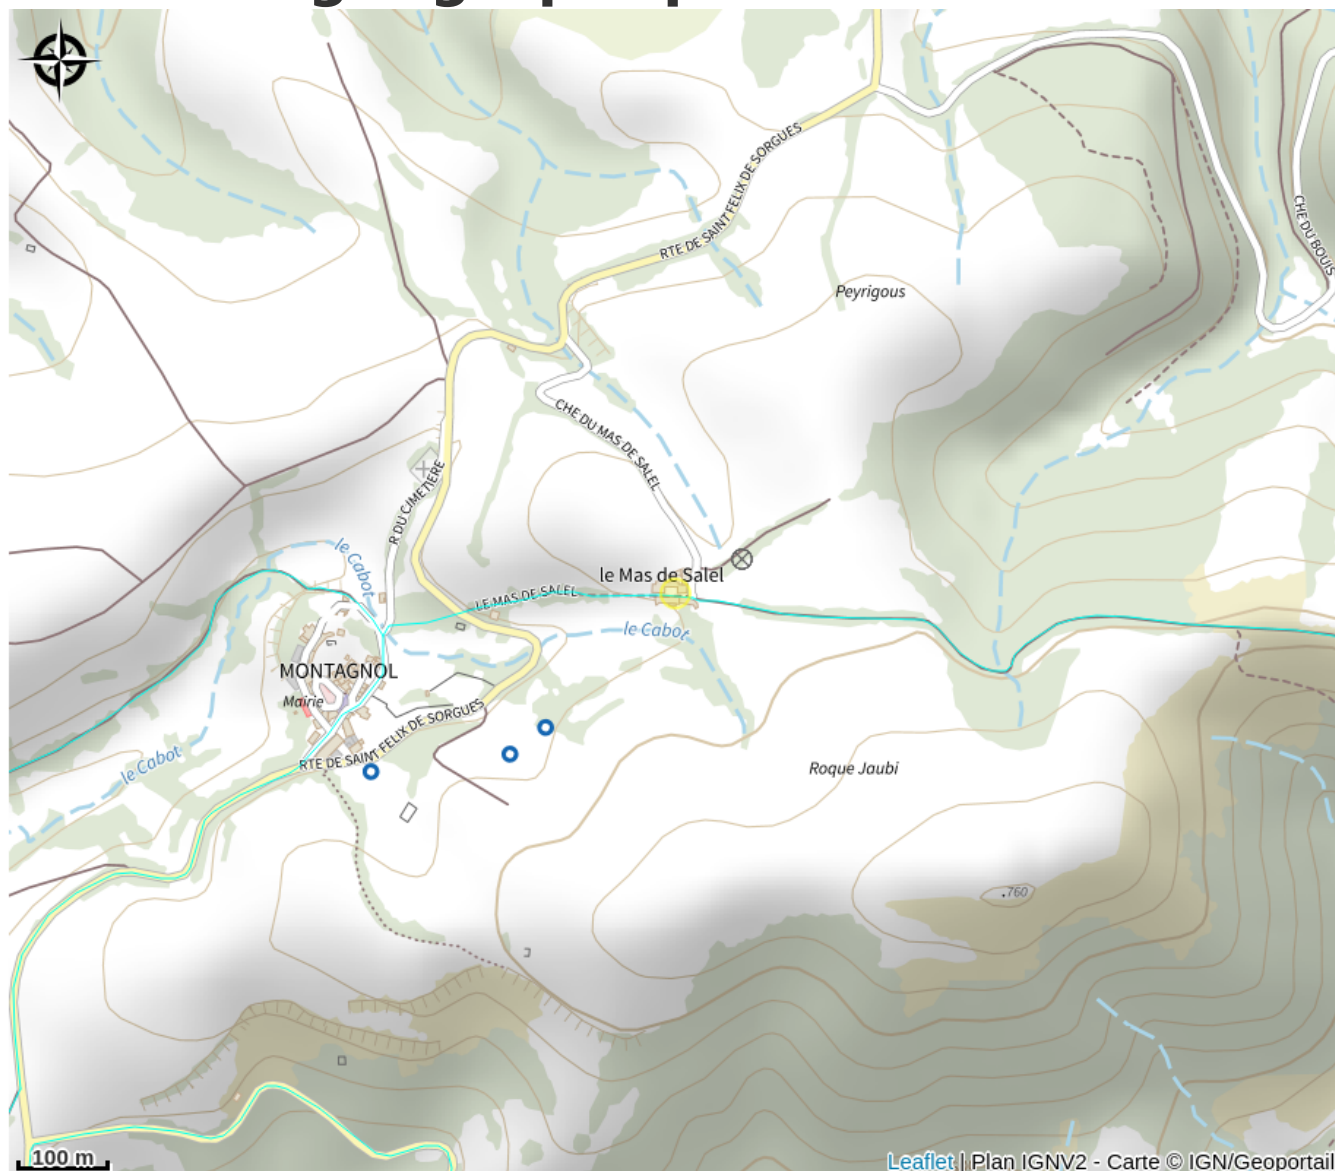 RTE DE SAINT FELIX DE SORGUES
CHE DU BOUIS
Peyrigous
CHE DU MAS DE SALEL
R DU CIMETIERE
le Cabot
le Mas de Salel
LE MAS DE SALEL
le Cabot
MONTAGNOL
Mairie
RTE DE SAINT FELIX DE SORGUES
le Cabot
Roque Jaubi
.760
100 m
Leaflet | Plan IGNV2 - Carte © IGN/Geoportail